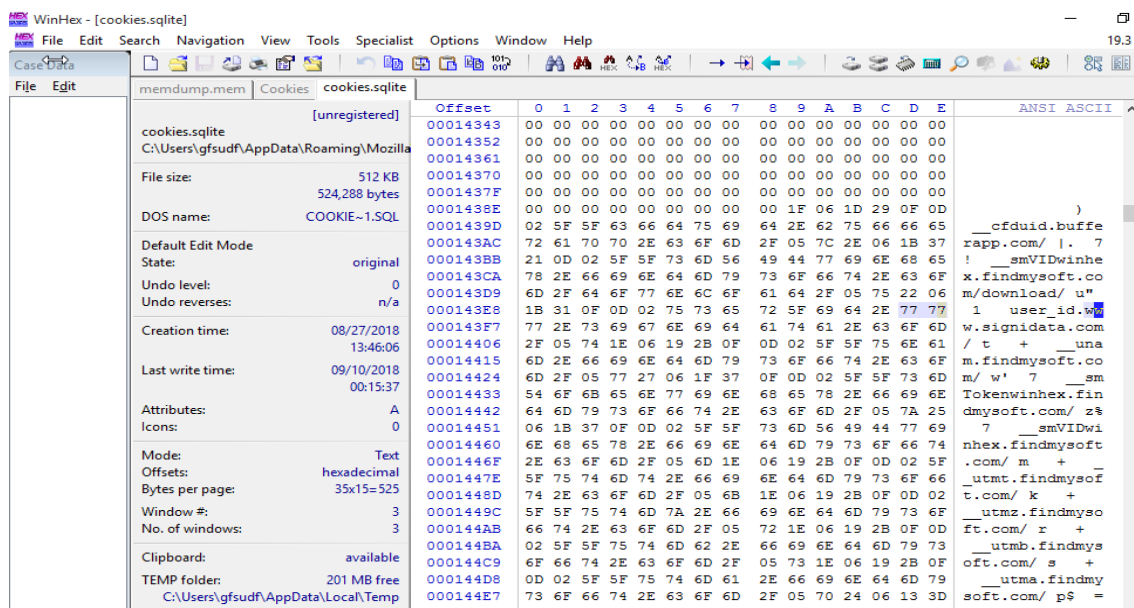 WinHex - [cookies.sqlite]
File Edit Search Navigation View Tools Specialist Options Window Help 19.3
Case Data
File Edit
memdump.mem Cookies cookies.sqlite
[unregistered]
cookies.sqlite
C:\Users\gfsudf\AppData\Roaming\Mozilla
File size: 512 KB
524,288 bytes
DOS name: COOKIE~1.SQL
Default Edit Mode
State: original
Undo level: 0
Undo reverses: n/a
Creation time: 08/27/2018
13:46:06
Last write time: 09/10/2018
00:15:37
Attributes: A
Icons: 0
Mode: Text
Offsets: hexadecimal
Bytes per page: 35x15=525
Window #: 3
No. of windows: 3
Clipboard: available
TEMP folder: 201 MB free
C:\Users\gfsudf\AppData\Local\Temp
Offset 0 1 2 3 4 5 6 7 8 9 A B C D E ANSI ASCII
00014343 00 00 00 00 00 00 00 00 00 00 00 00 00 00 00
00014352 00 00 00 00 00 00 00 00 00 00 00 00 00 00 00
00014361 00 00 00 00 00 00 00 00 00 00 00 00 00 00 00
00014370 00 00 00 00 00 00 00 00 00 00 00 00 00 00 00
0001437F 00 00 00 00 00 00 00 00 00 00 00 00 00 00 00
0001438E 00 00 00 00 00 00 00 00 00 1F 06 1D 29 0F 0D )
0001439D 02 5F 5F 63 66 64 75 69 64 2E 62 75 66 66 65 __cfduid.buffe
000143AC 72 61 70 70 2E 63 6F 6D 2F 05 7C 2E 06 1B 37 rapp.com/ |. 7
000143BB 21 0D 02 5F 5F 73 6D 56 49 44 77 69 6E 68 65 ! __smVIDwinhe
000143CA 78 2E 66 69 6E 64 6D 79 73 6F 66 74 2E 63 6F x.findmysoft.co
000143D9 6D 2F 64 6F 77 6E 6C 6F 61 64 2F 05 75 22 06 m/download/ u"
000143E8 1B 31 0F 0D 02 75 73 65 72 5F 69 64 2E 77 77 1 user_id.ww
000143F7 77 2E 73 69 67 6E 69 64 61 74 61 2E 63 6F 6D w.signidata.com
00014406 2F 05 74 1E 06 19 2B 0F 0D 02 5F 5F 75 6E 61 / t + __una
00014415 6D 2E 66 69 6E 64 6D 79 73 6F 66 74 2E 63 6F m.findmysoft.co
00014424 6D 2F 05 77 27 06 1F 37 0F 0D 02 5F 5F 73 6D m/ w' 7 __sm
00014433 54 6F 6B 65 6E 77 69 6E 68 65 78 2E 66 69 6E Tokenwinhex.fin
00014442 64 6D 79 73 6F 66 74 2E 63 6F 6D 2F 05 7A 25 dmysoft.com/ z%
00014451 06 1B 37 0F 0D 02 5F 5F 73 6D 56 49 44 77 69 7 __smVIDwi
00014460 6E 68 65 78 2E 66 69 6E 64 6D 79 73 6F 66 74 nhex.findmysoft
0001446F 2E 63 6F 6D 2F 05 6D 1E 06 19 2B 0F 0D 02 5F .com/ m + _
0001447E 5F 75 74 6D 74 2E 66 69 6E 64 6D 79 73 6F 66 _utmt.findmysof
0001448D 74 2E 63 6F 6D 2F 05 6B 1E 06 19 2B 0F 0D 02 t.com/ k +
0001449C 5F 5F 75 74 6D 7A 2E 66 69 6E 64 6D 79 73 6F __utmz.findmyso
000144AB 66 74 2E 63 6F 6D 2F 05 72 1E 06 19 2B 0F 0D ft.com/ r +
000144BA 02 5F 5F 75 74 6D 62 2E 66 69 6E 64 6D 79 73 __utmb.findmys
000144C9 6F 66 74 2E 63 6F 6D 2F 05 73 1E 06 19 2B 0F oft.com/ s +
000144D8 0D 02 5F 5F 75 74 6D 61 2E 66 69 6E 64 6D 79 __utma.findmy
000144E7 73 6F 66 74 2E 63 6F 6D 2F 05 70 24 06 13 3D soft.com/ p$ =